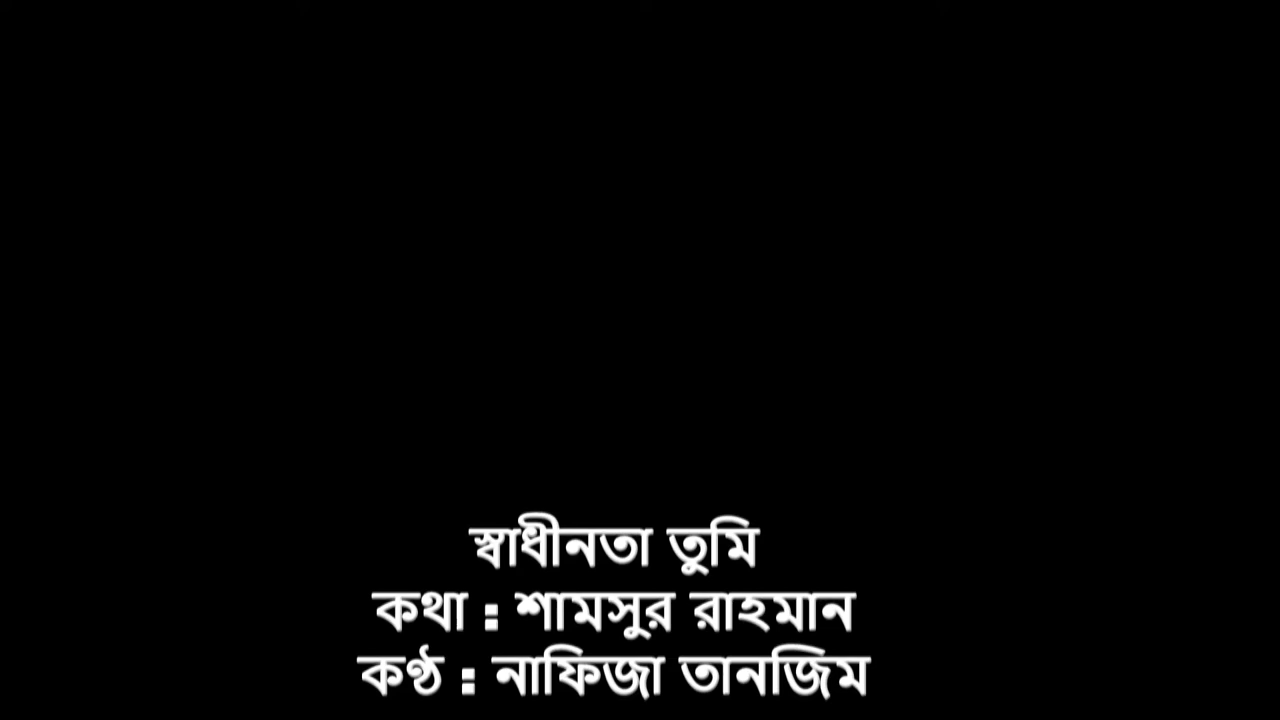 স্বাধীনতা তুমি
কথা : শামসুর রাহমান
কণ্ঠ : নাফিজা তানজিম